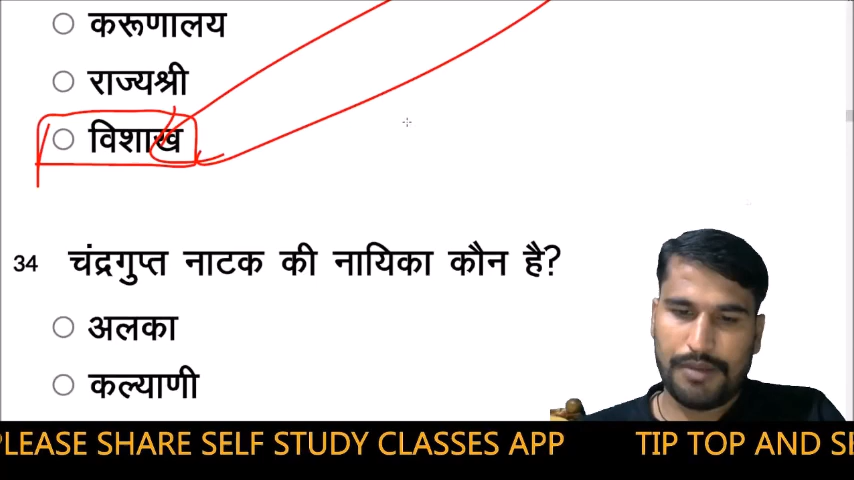 करूणालय
राज्यश्री
विशाख
34 चंद्रगुप्त नाटक की नायिका कौन है?
अलका
कल्याणी
PLEASE SHARE SELF STUDY CLASSES APP TIP TOP AND SE